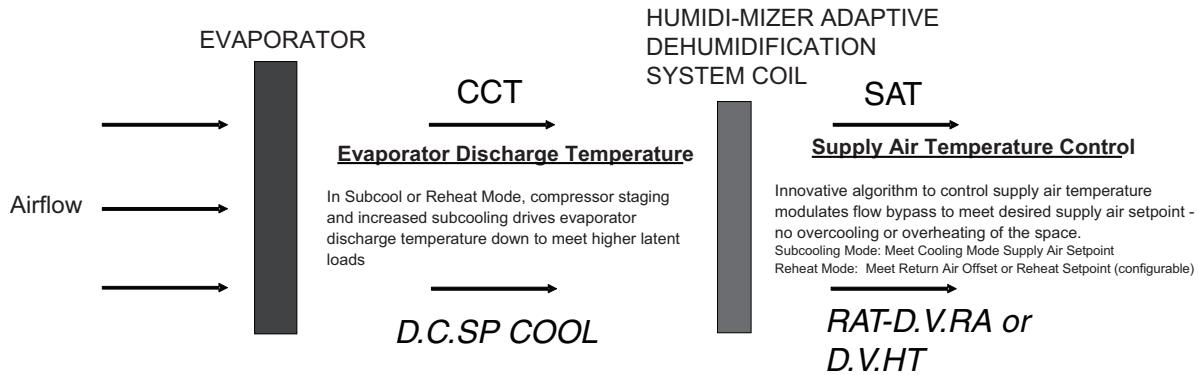 EVAPORATOR
HUMIDI-MIZER ADAPTIVE
DEHUMIDIFICATION
SYSTEM COIL
Airflow
CCT
Evaporator Discharge Temperature
In Subcool or Reheat Mode, compressor staging
and increased subcooling drives evaporator
discharge temperature down to meet higher latent
loads
D.C.SP COOL
SAT
Supply Air Temperature Control
Innovative algorithm to control supply air temperature
modulates flow bypass to meet desired supply air setpoint -
no overcooling or overheating of the space.
Subcooling Mode: Meet Cooling Mode Supply Air Setpoint
Reheat Mode:  Meet Return Air Offset or Reheat Setpoint (configurable)
RAT-D.V.RA or
D.V.HT